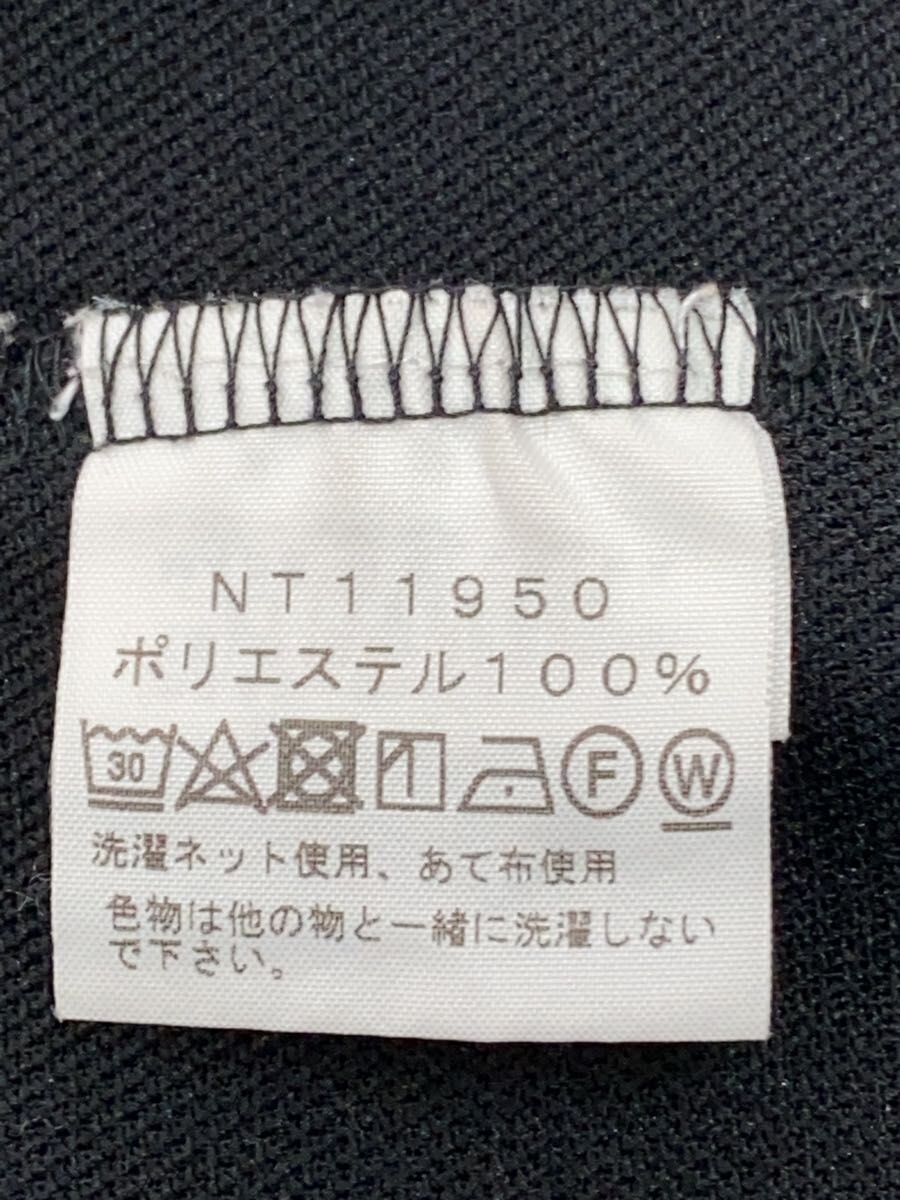 NT11950
ポリエステル100%
30 F W
洗濯ネット使用、あて布使用
色物は他の物と一緒に洗濯しない
で下さい。